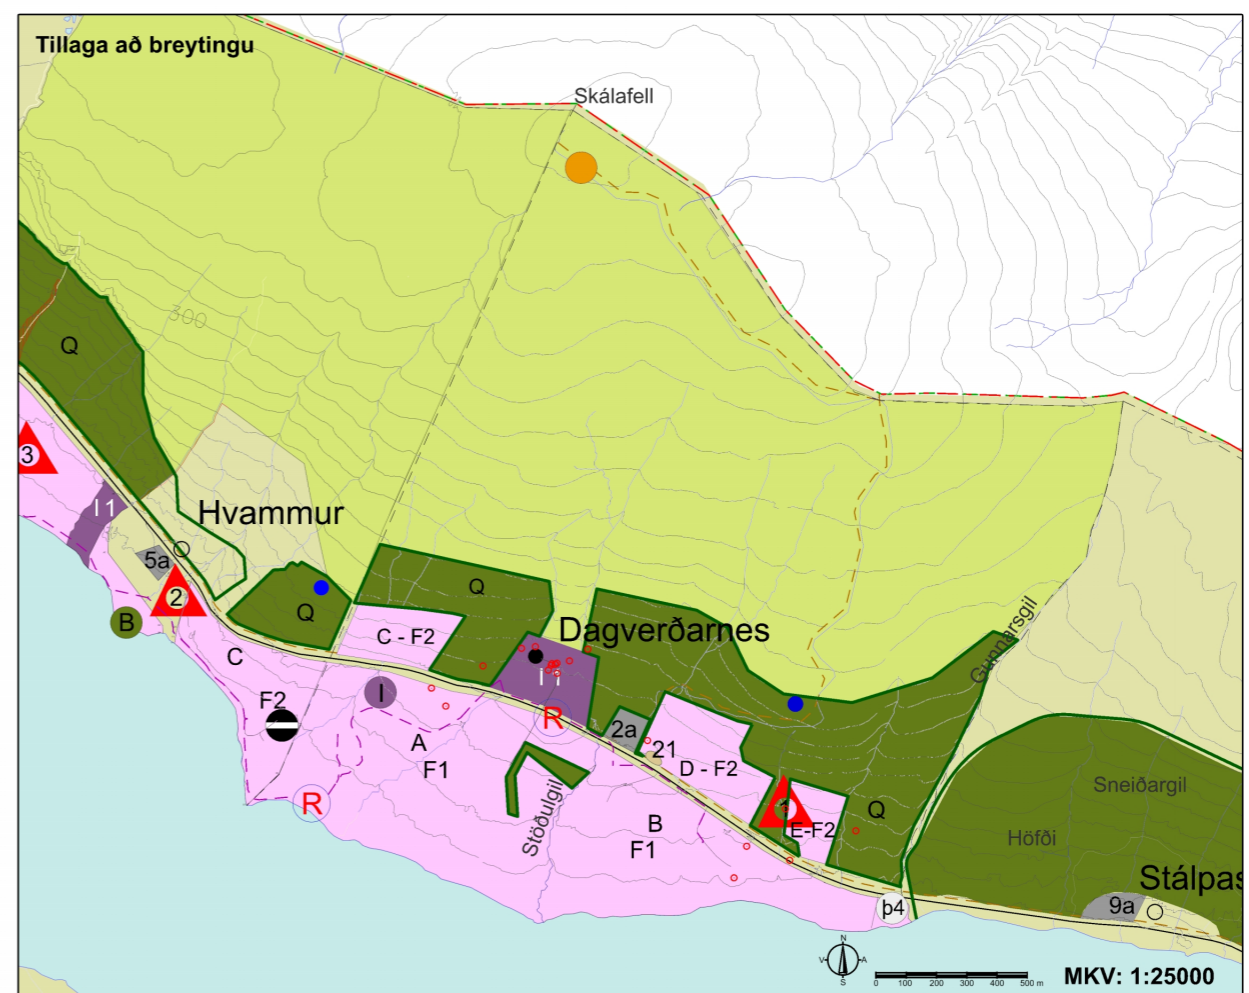 Tillaga að breytingu
Skálafell
300
Q
3
I 1
Hvammur
5a
2
B
Q
C
Q
C - F2
Dagverðarnes
I
F2
R
A
F1
R
2a
21
D - F2
Gunnarsgil
1
E-F2
Q
Stöðulgil
B
F1
Sneiðargil
Höfði
Stálpas
þ4
9a
N
V
A
S
0 100 200 300 400 500 m
MKV: 1:25000